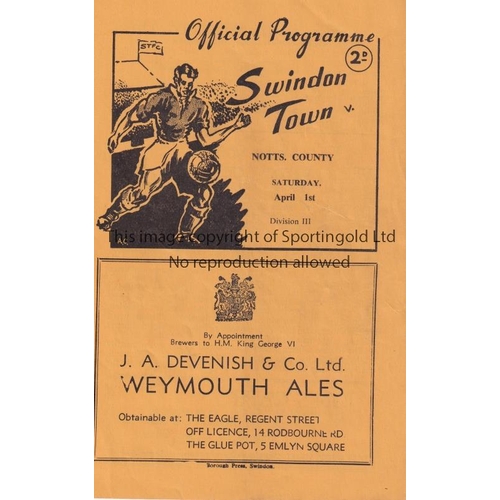 Official Programme
STFC
2D
Swindon
Town v.
NOTTS. COUNTY
SATURDAY,
April 1st
Division III
This image copyright of Sportingold Ltd
No reproduction allowed
By Appointment
Brewers to H.M. King George VI
J. A. DEVENISH & Co. Ltd.
WEYMOUTH ALES
Obtainable at: THE EAGLE, REGENT STREET
OFF LICENCE, 14 RODBOURNE RD
THE GLUE POT, 5 EMLYN SQUARE
Borough Press, Swindon.